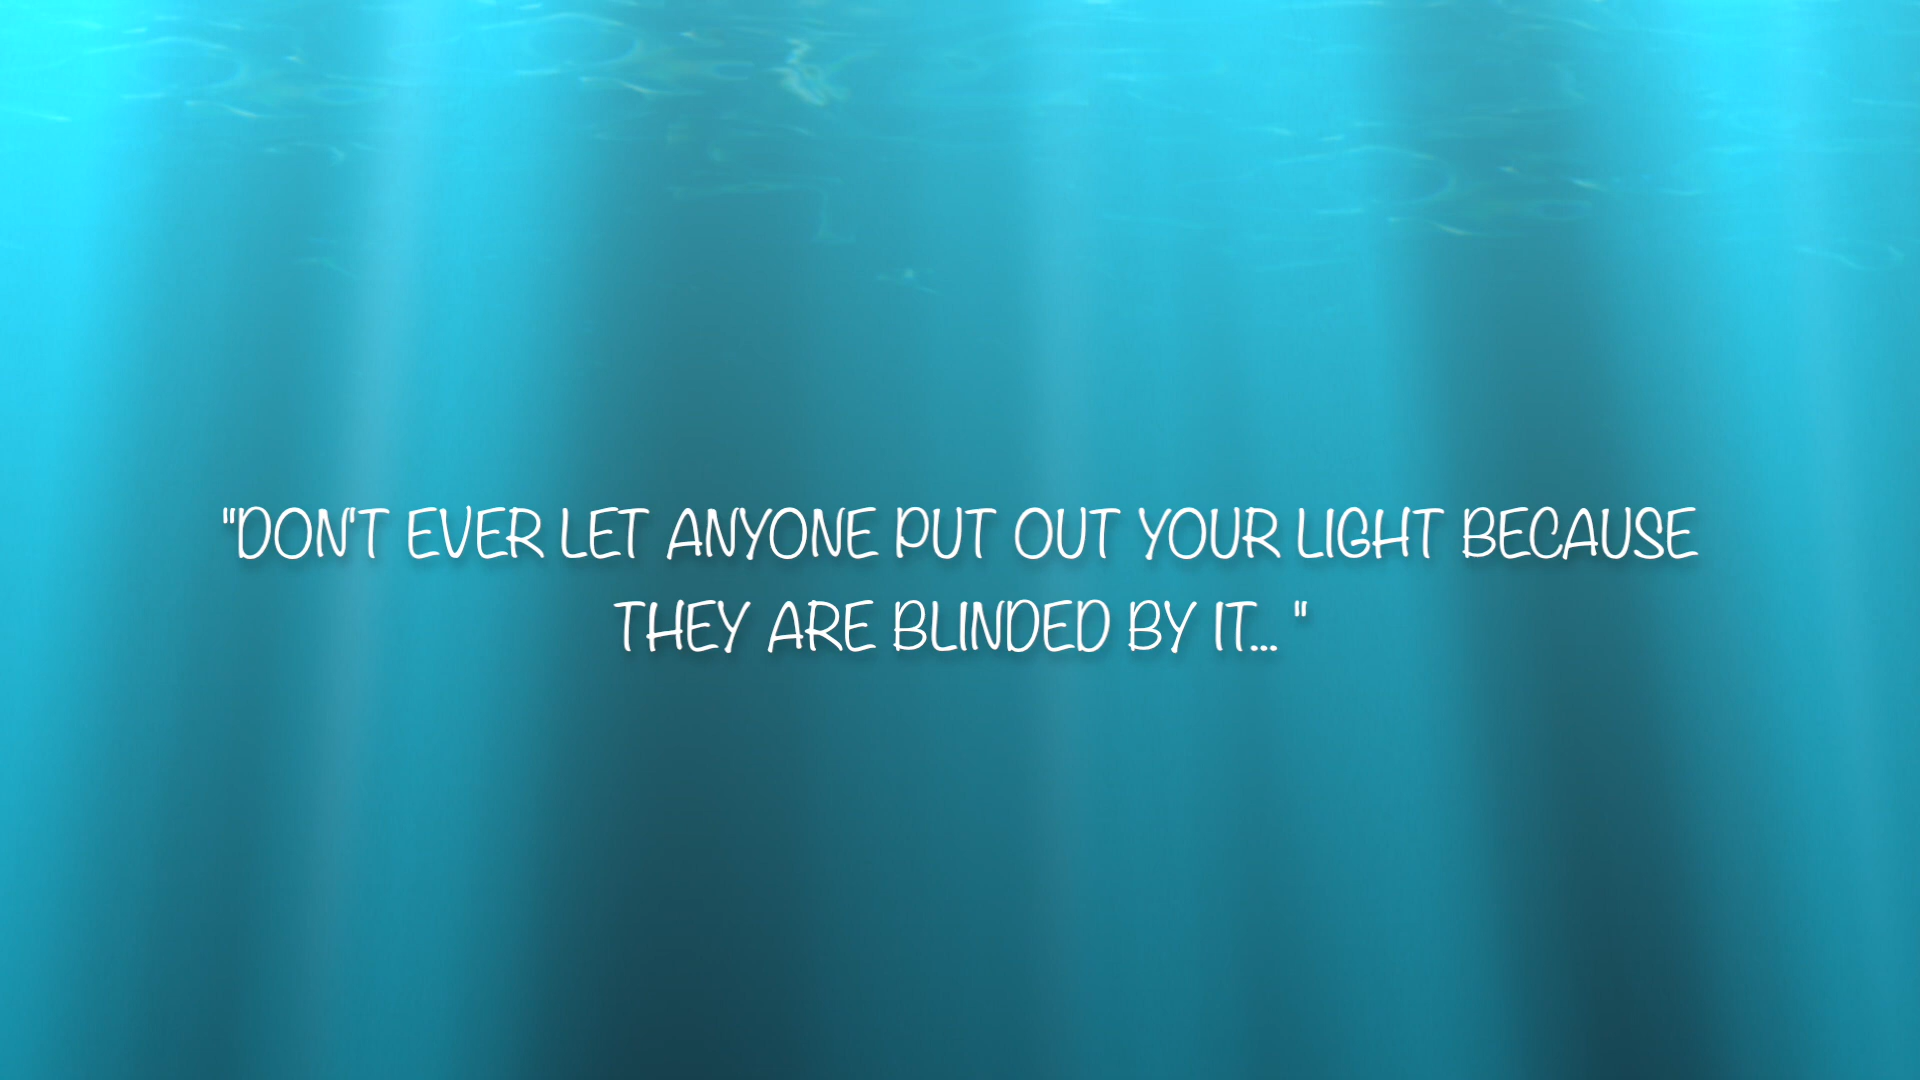 "DON'T EVER LET ANYONE PUT OUT YOUR LIGHT BECAUSE
THEY ARE BLINDED BY IT... "